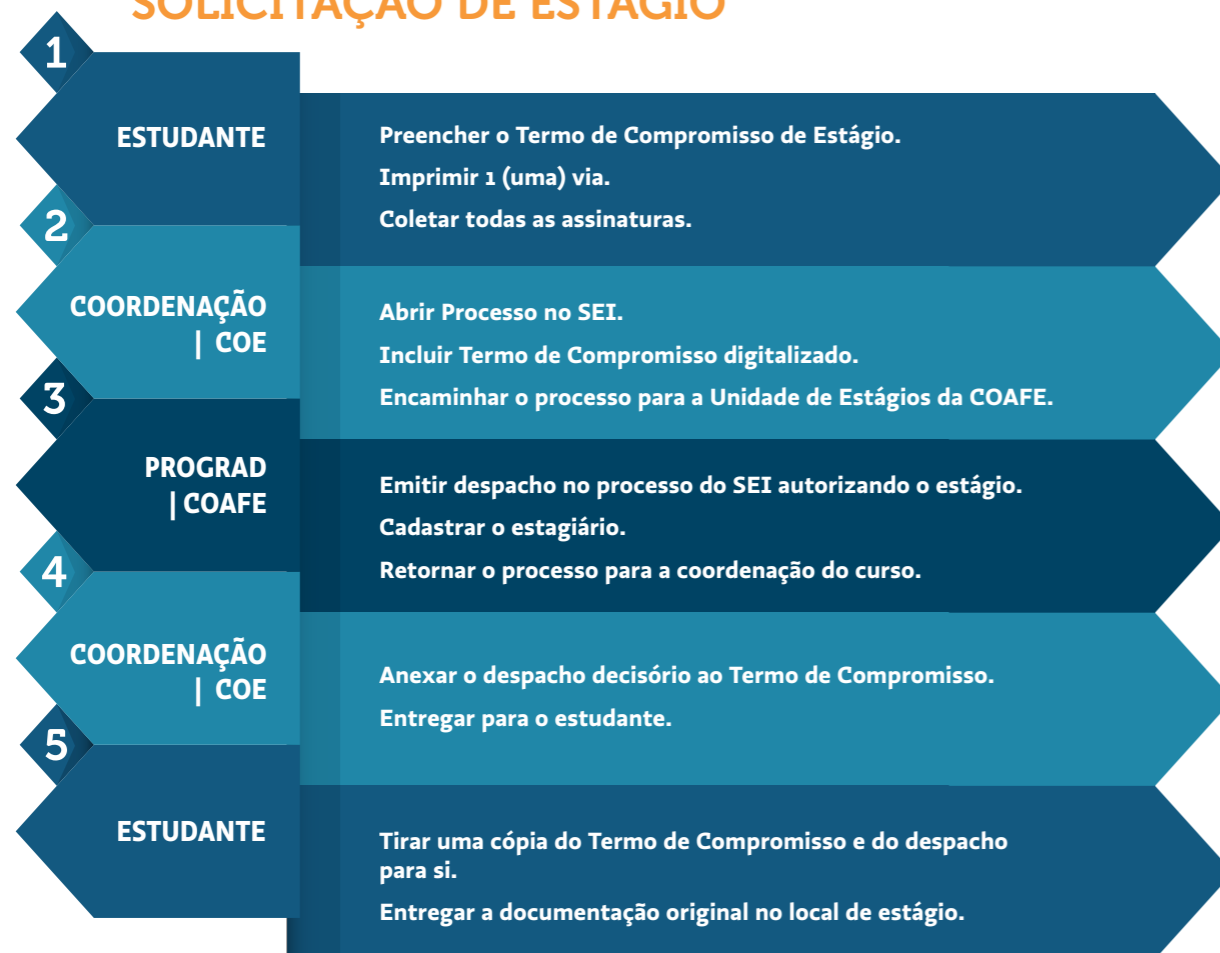 SOLICITAÇÃO DE ESTÁGIO
1
ESTUDANTE
Preencher o Termo de Compromisso de Estágio.
Imprimir 1 (uma) via.
Coletar todas as assinaturas.
2
COORDENAÇÃO
| COE
Abrir Processo no SEI.
Incluir Termo de Compromisso digitalizado.
Encaminhar o processo para a Unidade de Estágios da COAFE.
3
PROGRAD
| COAFE
Emitir despacho no processo do SEI autorizando o estágio.
Cadastrar o estagiário.
Retornar o processo para a coordenação do curso.
4
COORDENAÇÃO
| COE
Anexar o despacho decisório ao Termo de Compromisso.
Entregar para o estudante.
5
ESTUDANTE
Tirar uma cópia do Termo de Compromisso e do despacho
para si.
Entregar a documentação original no local de estágio.